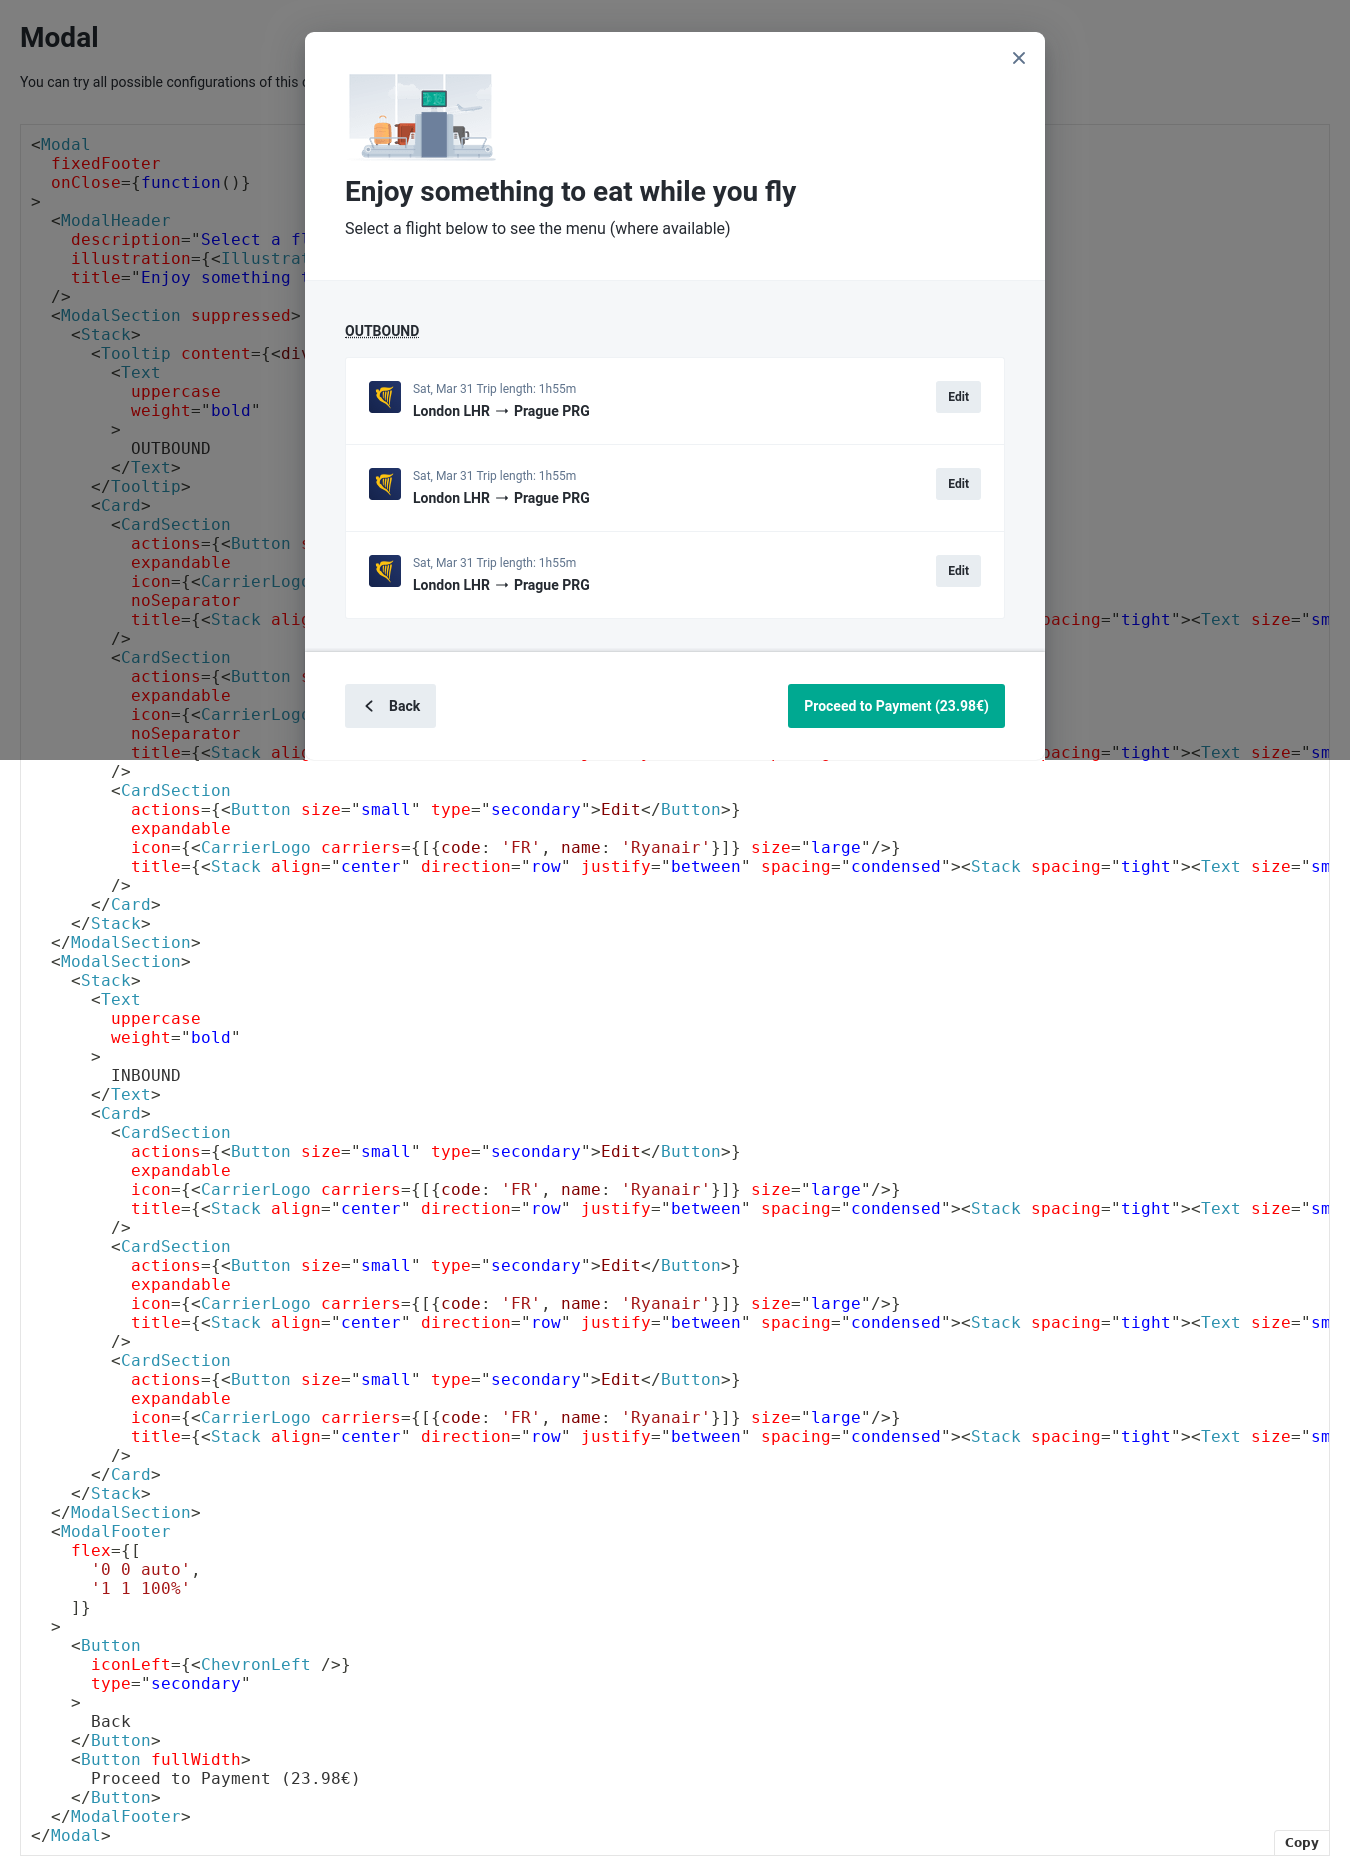 Modal
You can try all possible configurations of this
<Modal
fixedFooter
onClose={function()}
>
<ModalHeader
description="Select a fl
illustration={<Illustrat
title="Enjoy something t
/>
<ModalSection suppressed>
<Stack>
<Tooltip content={<div
<Text
uppercase
weight="bold"
>
OUTBOUND
</Text>
</Tooltip>
<Card>
<CardSection
actions={<Button s
expandable
icon={<CarrierLogo
noSeparator
title={<Stack alig
pacing="tight"><Text size="sm
/>
<CardSection
actions={<Button s
expandable
icon={<CarrierLogo
noSeparator
title={<Stack alig
pacing="tight"><Text size="sm
Enjoy something to eat while you fly
Select a flight below to see the menu (where available)
OUTBOUND
Sat, Mar 31 Trip length: 1h55m
London LHR → Prague PRG
Edit
Sat, Mar 31 Trip length: 1h55m
London LHR → Prague PRG
Edit
Sat, Mar 31 Trip length: 1h55m
London LHR → Prague PRG
Edit
Back
Proceed to Payment (23.98€)
/>
<CardSection
actions={<Button size="small" type="secondary">Edit</Button>}
expandable
icon={<CarrierLogo carriers={[{code: 'FR', name: 'Ryanair'}]} size="large"/>}
title={<Stack align="center" direction="row" justify="between" spacing="condensed"><Stack spacing="tight"><Text size="sm
/>
</Card>
</Stack>
</ModalSection>
<ModalSection>
<Stack>
<Text
uppercase
weight="bold"
>
INBOUND
</Text>
<Card>
<CardSection
actions={<Button size="small" type="secondary">Edit</Button>}
expandable
icon={<CarrierLogo carriers={[{code: 'FR', name: 'Ryanair'}]} size="large"/>}
title={<Stack align="center" direction="row" justify="between" spacing="condensed"><Stack spacing="tight"><Text size="sm
/>
<CardSection
actions={<Button size="small" type="secondary">Edit</Button>}
expandable
icon={<CarrierLogo carriers={[{code: 'FR', name: 'Ryanair'}]} size="large"/>}
title={<Stack align="center" direction="row" justify="between" spacing="condensed"><Stack spacing="tight"><Text size="sm
/>
<CardSection
actions={<Button size="small" type="secondary">Edit</Button>}
expandable
icon={<CarrierLogo carriers={[{code: 'FR', name: 'Ryanair'}]} size="large"/>}
title={<Stack align="center" direction="row" justify="between" spacing="condensed"><Stack spacing="tight"><Text size="sm
/>
</Card>
</Stack>
</ModalSection>
<ModalFooter
flex={[
'0 0 auto',
'1 1 100%'
]}
>
<Button
iconLeft={<ChevronLeft />}
type="secondary"
>
Back
</Button>
<Button fullWidth>
Proceed to Payment (23.98€)
</Button>
</ModalFooter>
</Modal>
Copy